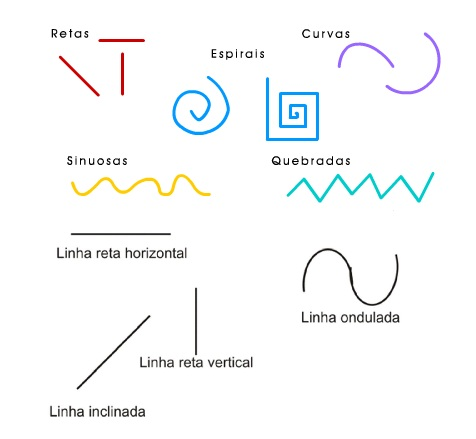 Retas
Curvas
Espirais
Sinuosas
Quebradas
Linha reta horizontal
Linha ondulada
Linha reta vertical
Linha inclinada